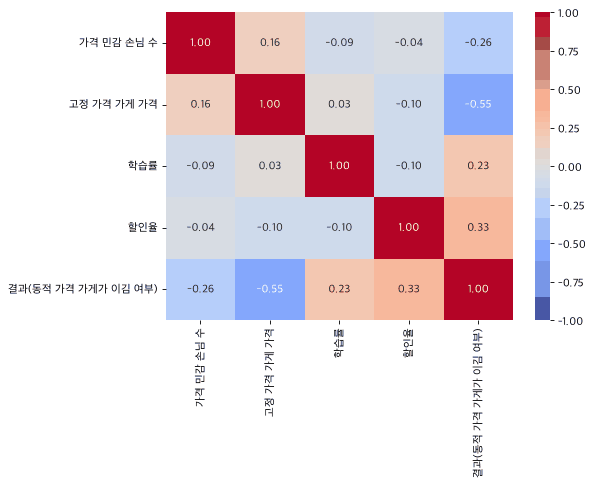 가격 민감 손님 수 1.00 0.16 -0.09 -0.04 -0.26
고정 가격 가게 가격 0.16 1.00 0.03 -0.10 -0.55
학습률 -0.09 0.03 1.00 -0.10 0.23
할인율 -0.04 -0.10 -0.10 1.00 0.33
결과(동적 가격 가게가 이김 여부) -0.26 -0.55 0.23 0.33 1.00
가격 민감 손님 수
고정 가격 가게 가격
학습률
할인율
결과(동적 가격 가게가 이김 여부)
1.00
0.75
0.50
0.25
0.00
-0.25
-0.50
-0.75
-1.00